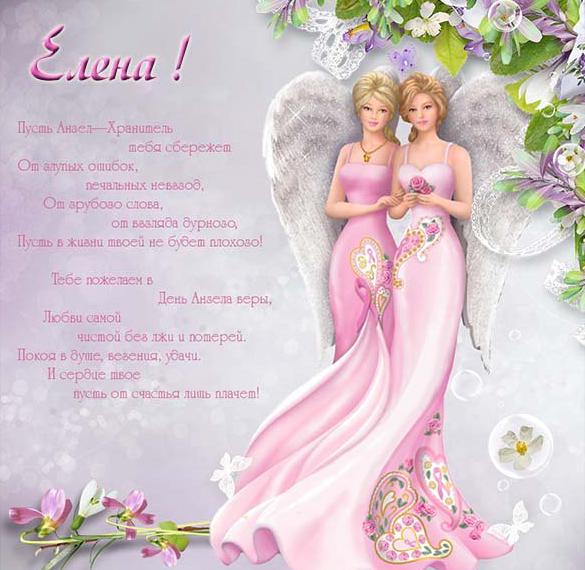 Елена !
Пусть Ангел—Хранитель
тебя сбережет
От глупых ошибок,
печальных невзгод,
От грубого слова,
от взгляда дурного,
Пусть в жизни твоей не будет плохого!
Тебе пожелаем в
День Ангела веры,
Любви самой
чистой без лжи и потерей.
Покоя в душе, везения, удачи.
И сердце твое
пусть от счастья лишь плачет!